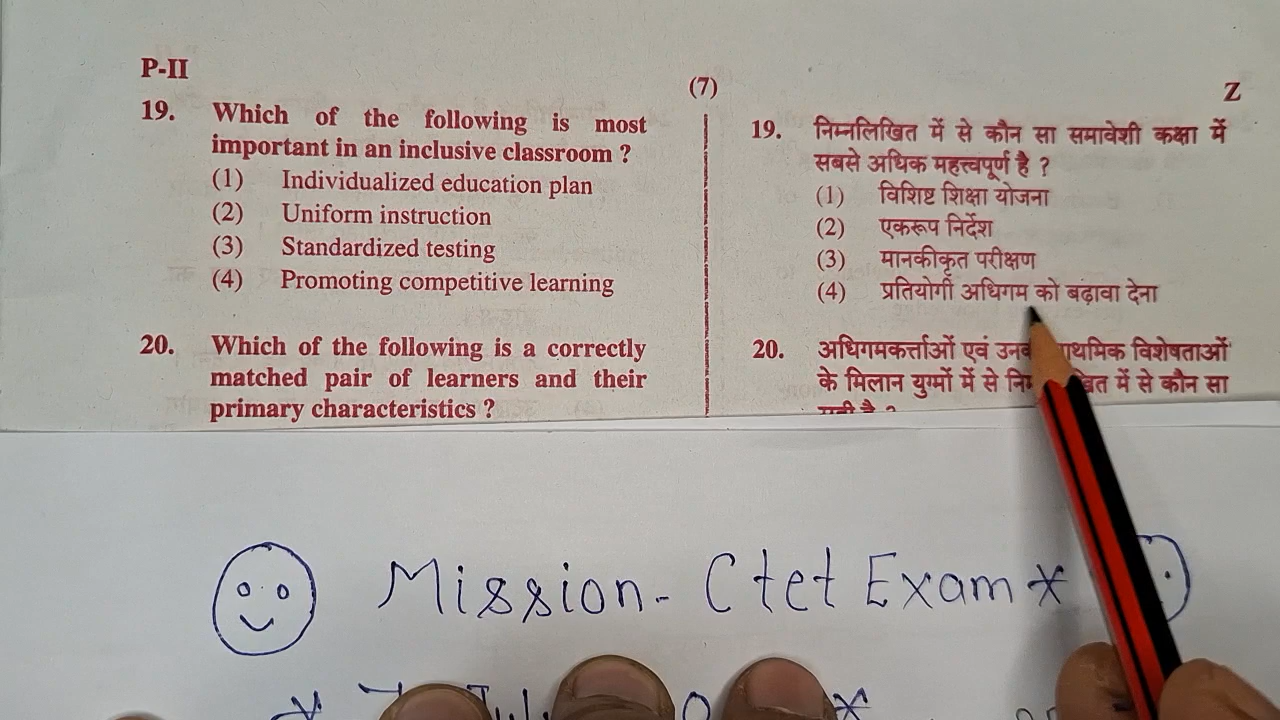 P-II
(7)
Z
19. Which of the following is most
important in an inclusive classroom ?
(1) Individualized education plan
(2) Uniform instruction
(3) Standardized testing
(4) Promoting competitive learning
20. Which of the following is a correctly
matched pair of learners and their
primary characteristics ?
19. निम्नलिखित में से कौन सा समावेशी कक्षा में
सबसे अधिक महत्त्वपूर्ण है ?
(1) विशिष्ट शिक्षा योजना
(2) एकरूप निर्देश
(3) मानकीकृत परीक्षण
(4) प्रतियोगी अधिगम को बढ़ावा देना
20. अधिगमकर्त्ताओं एवं विशेषताओं
के मिलान युग्मों में से में से कौन सा
Mission - Ctet Exam *